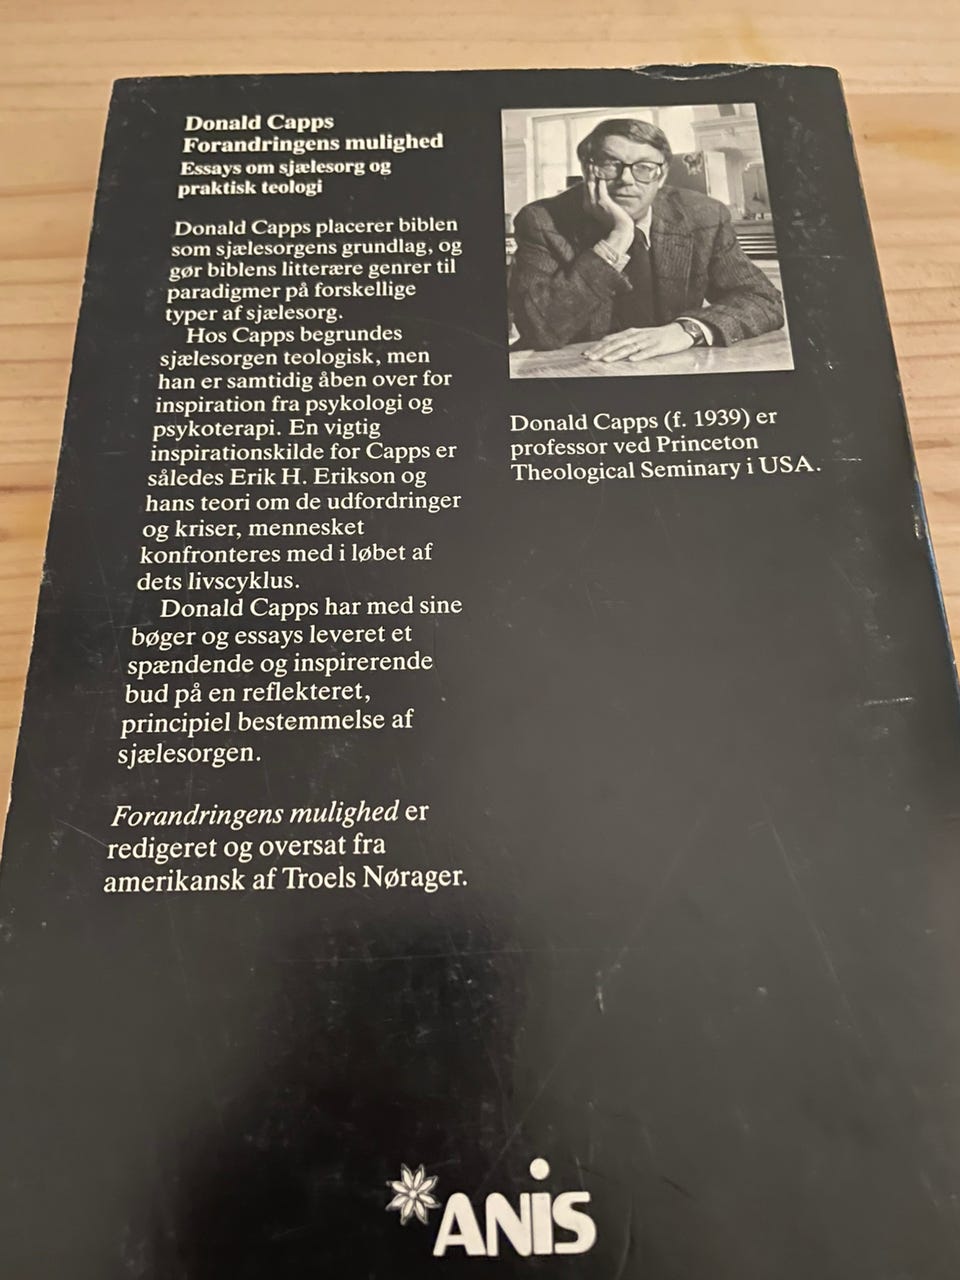 Donald Capps
Forandringens mulighed
Essays om sjælesorg og
praktisk teologi
Donald Capps placerer biblen
som sjælesorgens grundlag, og
gør biblens litterære genrer til
paradigmer på forskellige
typer af sjælesorg.
Hos Capps begrundes
sjælesorgen teologisk, men
han er samtidig åben over for
inspiration fra psykologi og
psykoterapi. En vigtig
inspirationskilde for Capps er
således Erik H. Erikson og
hans teori om de udfordringer
og kriser, mennesket
konfronteres med i løbet af
dets livscyklus.
Donald Capps har med sine
bøger og essays leveret et
spændende og inspirerende
bud på en reflekteret,
principiel bestemmelse af
sjælesorgen.
Forandringens mulighed er
redigeret og oversat fra
amerikansk af Troels Nørager.
Donald Capps (f. 1939) er
professor ved Princeton
Theological Seminary i USA.
ANiS